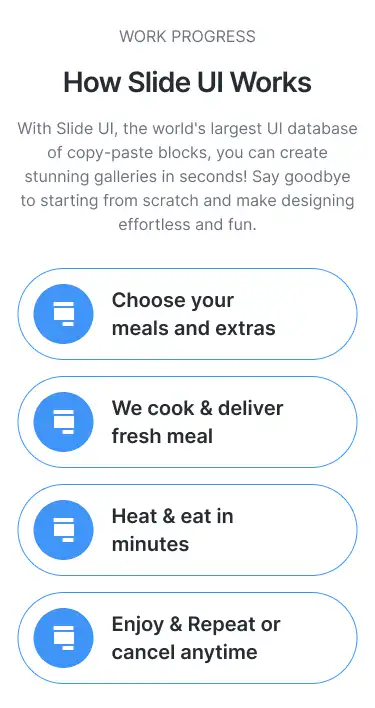 WORK PROGRESS
How Slide UI Works
With Slide UI, the world's largest UI database
of copy-paste blocks, you can create
stunning galleries in seconds! Say goodbye
to starting from scratch and make designing
effortless and fun.
Choose your
meals and extras
We cook & deliver
fresh meal
Heat & eat in
minutes
Enjoy & Repeat or
cancel anytime